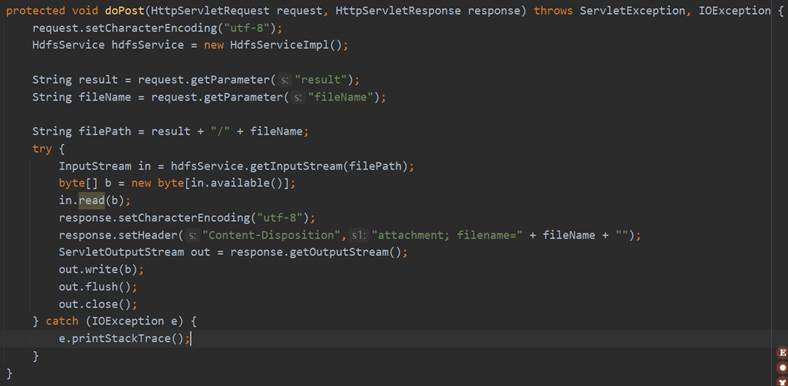 protected void doPost(HttpServletRequest request, HttpServletResponse response) throws ServletException, IOException {
request.setCharacterEncoding("utf-8");
HdfsService hdfsService = new HdfsServiceImpl();
String result = request.getParameter( s: "result");
String fileName = request.getParameter( s: "fileName");
String filePath = result + "/" + fileName;
try {
InputStream in = hdfsService.getInputStream(filePath);
byte[] b = new byte[in.available()];
in.read(b);
response.setCharacterEncoding("utf-8");
response.setHeader( s: "Content-Disposition", s1: "attachment; filename=" + fileName + "");
ServletOutputStream out = response.getOutputStream();
out.write(b);
out.flush();
out.close();
} catch (IOException e) {
e.printStackTrace();
}
}
E